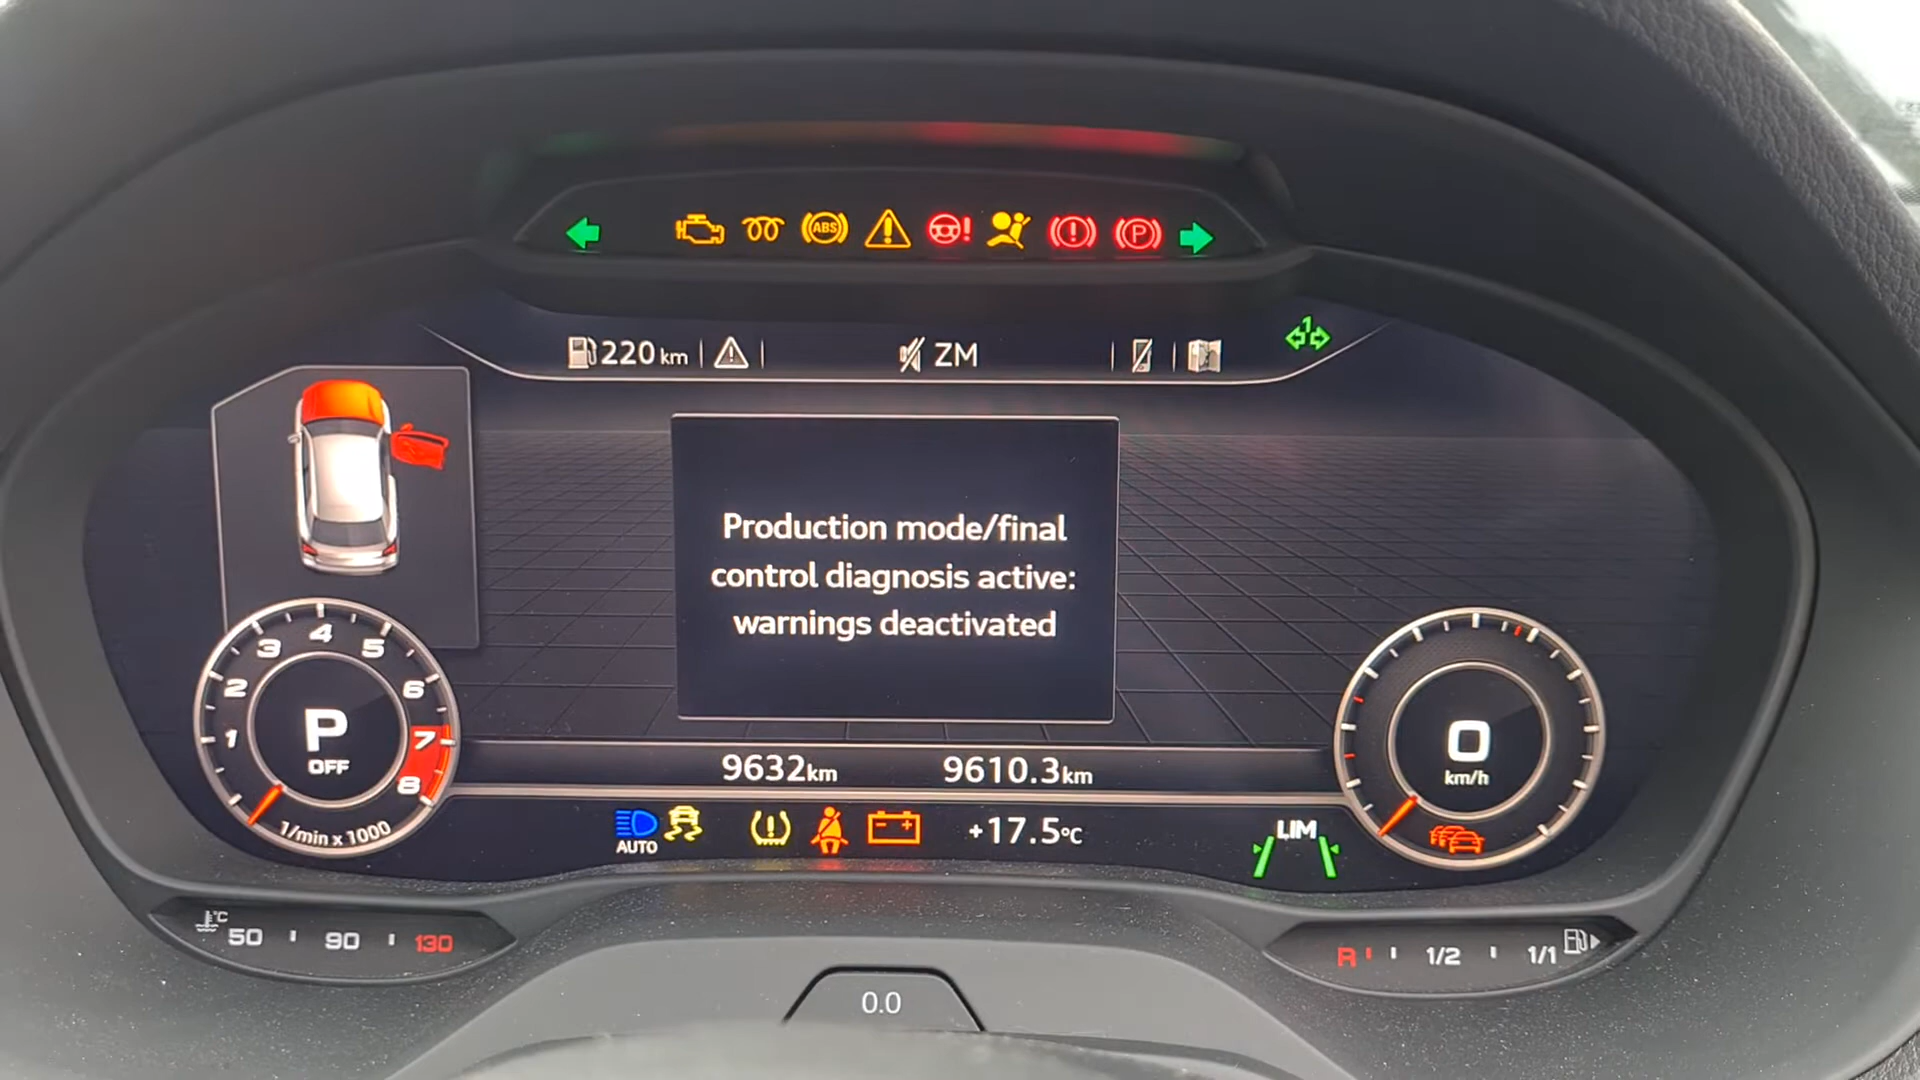 ABS
P
220 km
ZM
1
Production mode/final
control diagnosis active:
warnings deactivated
1 2 3 4 5 6 7 8
P
OFF
1/min x 1000
0
km/h
9632km
9610.3km
AUTO
+17.5°C
LIM
°C
50 90 130
R 1/2 1/1
0.0